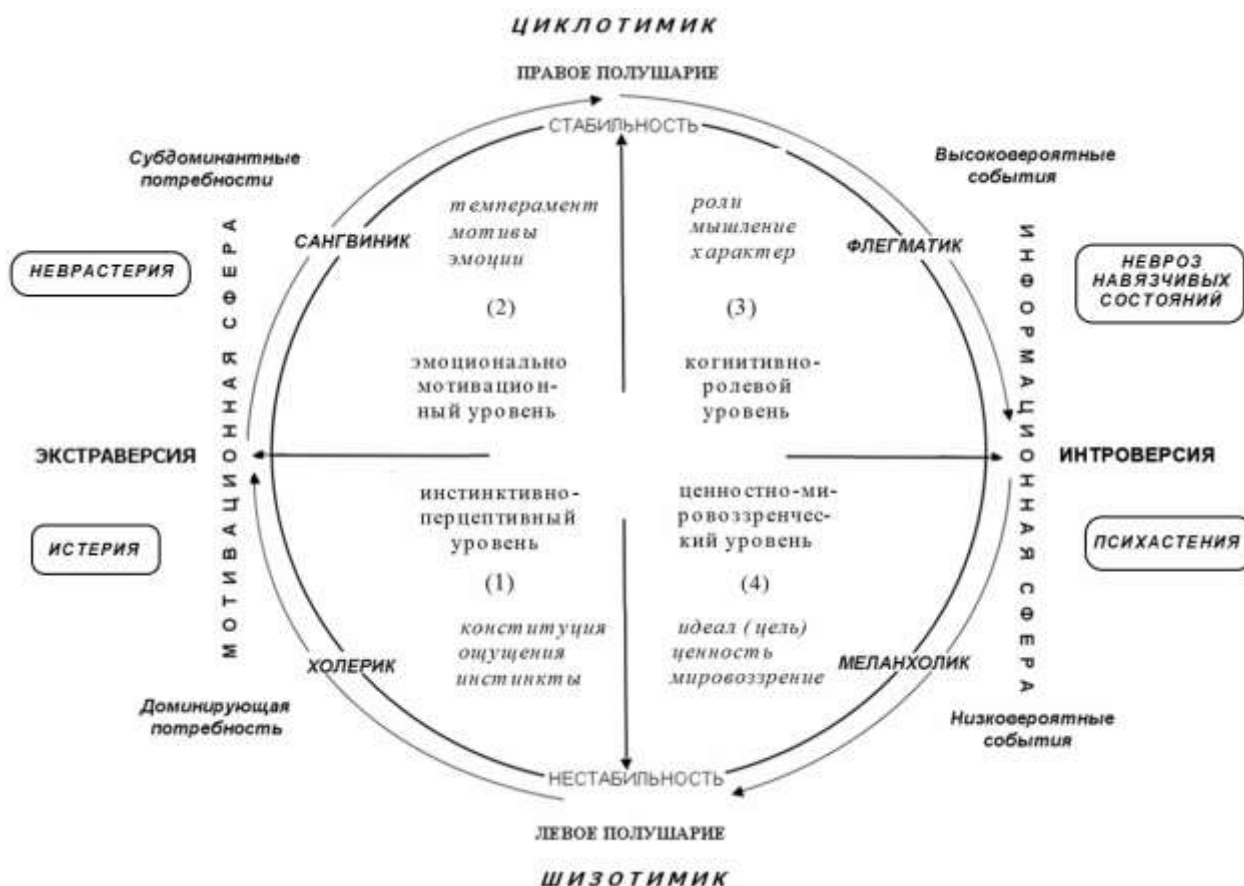 ЦИКЛОТИМИК
ПРАВОЕ ПОЛУШАРИЕ
СТАБИЛЬНОСТЬ
Субдоминантные
потребности
Высоковероятные
события
САНГВИНИК
ФЛЕГМАТИК
НЕВРАСТЕРИЯ
НЕВРОЗ
НАВЯЗЧИВЫХ
СОСТОЯНИЙ
МОТИВАЦИОННАЯ СФЕРА
ИНФОРМАЦИОННАЯ СФЕРА
темперамент
мотивы
эмоции
(2)
эмоционально
мотивацион-
ный уровень
роли
мышление
характер
(3)
когнитивно-
ролевой
уровень
ЭКСТРАВЕРСИЯ
ИНТРОВЕРСИЯ
инстинктивно-
перцептивный
уровень
(1)
конституция
ощущения
инстинкты
ценностно-ми-
ровоззренчес-
кий уровень
(4)
идеал (цель)
ценность
мировоззрение
ИСТЕРИЯ
ПСИХАСТЕНИЯ
ХОЛЕРИК
МЕЛАНХОЛИК
Доминирующая
потребность
Низковероятные
события
НЕСТАБИЛЬНОСТЬ
ЛЕВОЕ ПОЛУШАРИЕ
ШИЗОТИМИК